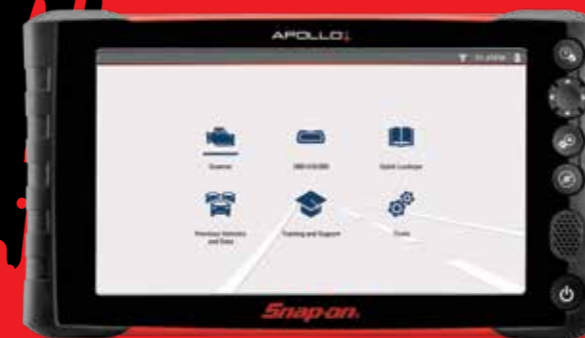 APOLLO
Scanner
OBD-II/EOBD
Quick Lookups
Previous Vehicles
and Data
Training and Support
Tools
Snap-on